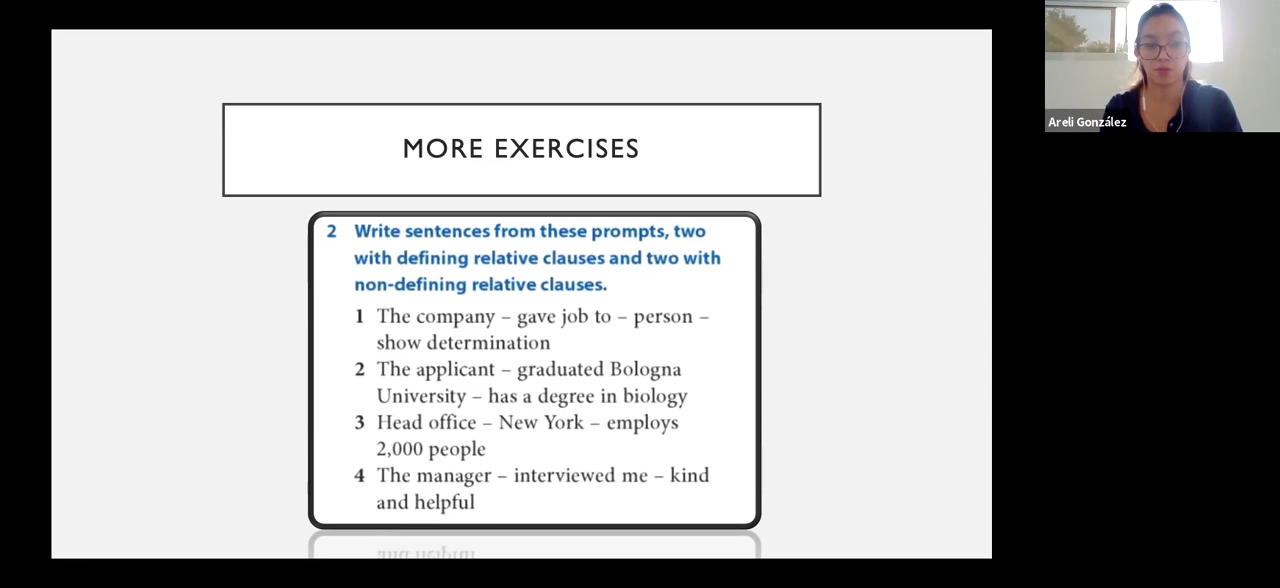 MORE EXERCISES
2 Write sentences from these prompts, two
with defining relative clauses and two with
non-defining relative clauses.
1 The company – gave job to – person –
show determination
2 The applicant – graduated Bologna
University – has a degree in biology
3 Head office – New York – employs
2,000 people
4 The manager – interviewed me – kind
and helpful
Areli González